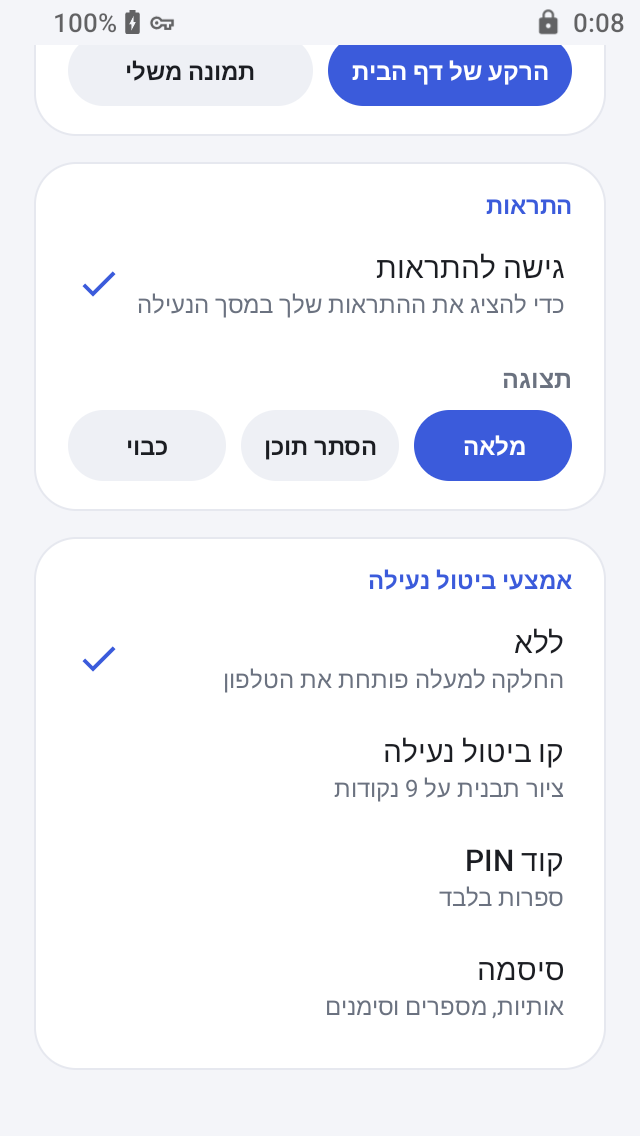 100% 0:08
הרקע של דף הבית
תמונה משלי
התראות
גישה להתראות
כדי להציג את ההתראות שלך במסך הנעילה
תצוגה
מלאה
הסתר תוכן
כבוי
אמצעי ביטול נעילה
ללא
החלקה למעלה פותחת את הטלפון
קו ביטול נעילה
ציור תבנית על 9 נקודות
קוד PIN
ספרות בלבד
סיסמה
אותיות, מספרים וסימנים